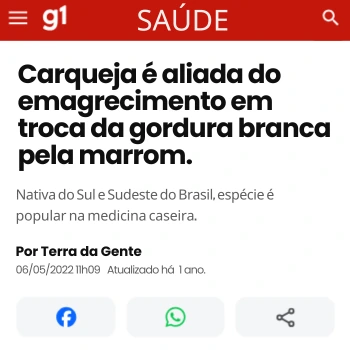 g1 SAÚDE
Carqueja é aliada do
emagrecimento em
troca da gordura branca
pela marrom.
Nativa do Sul e Sudeste do Brasil, espécie é
popular na medicina caseira.
Por Terra da Gente
06/05/2022 11h09 Atualizado há 1 ano.